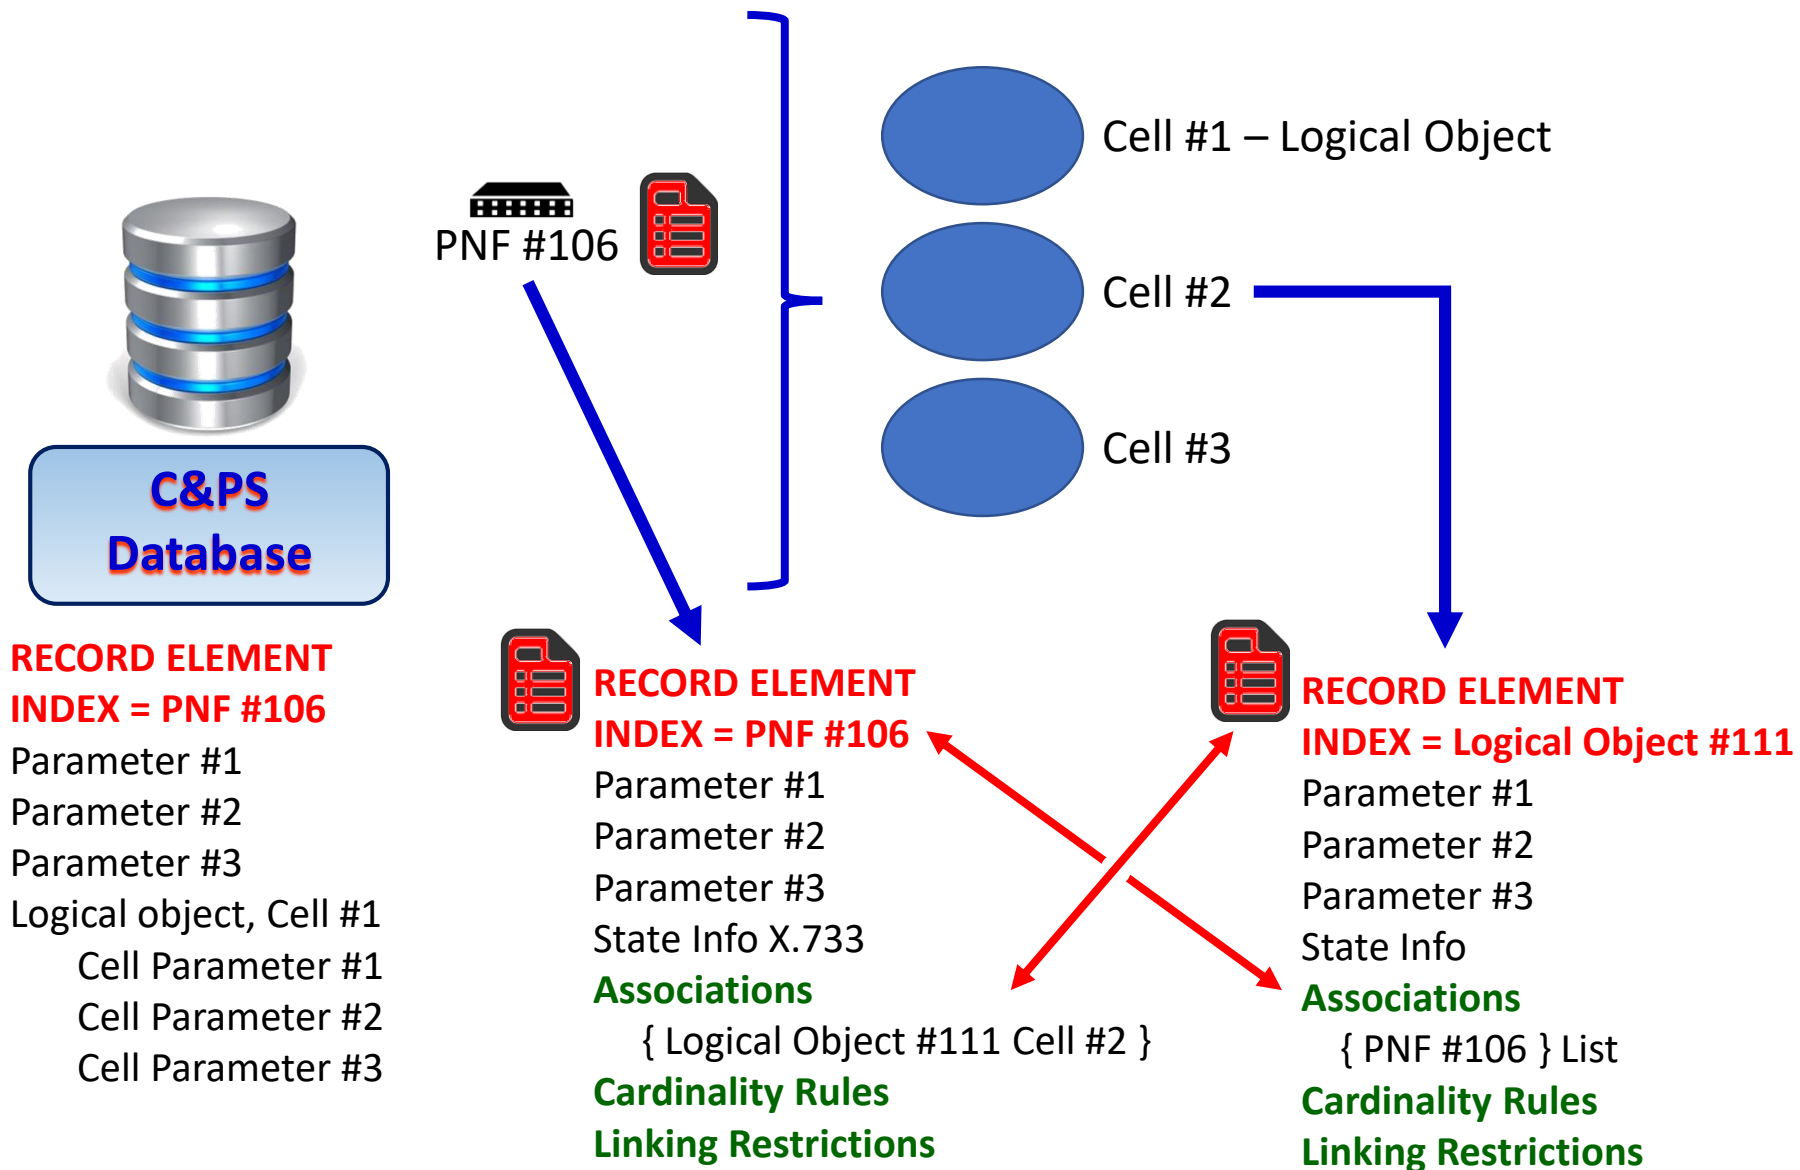 Cell #1 – Logical Object
PNF #106
Cell #2
Cell #3
C&PS
Database
RECORD ELEMENT
INDEX = PNF #106
Parameter #1
Parameter #2
Parameter #3
Logical object, Cell #1
Cell Parameter #1
Cell Parameter #2
Cell Parameter #3
RECORD ELEMENT
INDEX = PNF #106
Parameter #1
Parameter #2
Parameter #3
State Info X.733
Associations
{ Logical Object #111 Cell #2 }
Cardinality Rules
Linking Restrictions
RECORD ELEMENT
INDEX = Logical Object #111
Parameter #1
Parameter #2
Parameter #3
State Info
Associations
{ PNF #106 } List
Cardinality Rules
Linking Restrictions